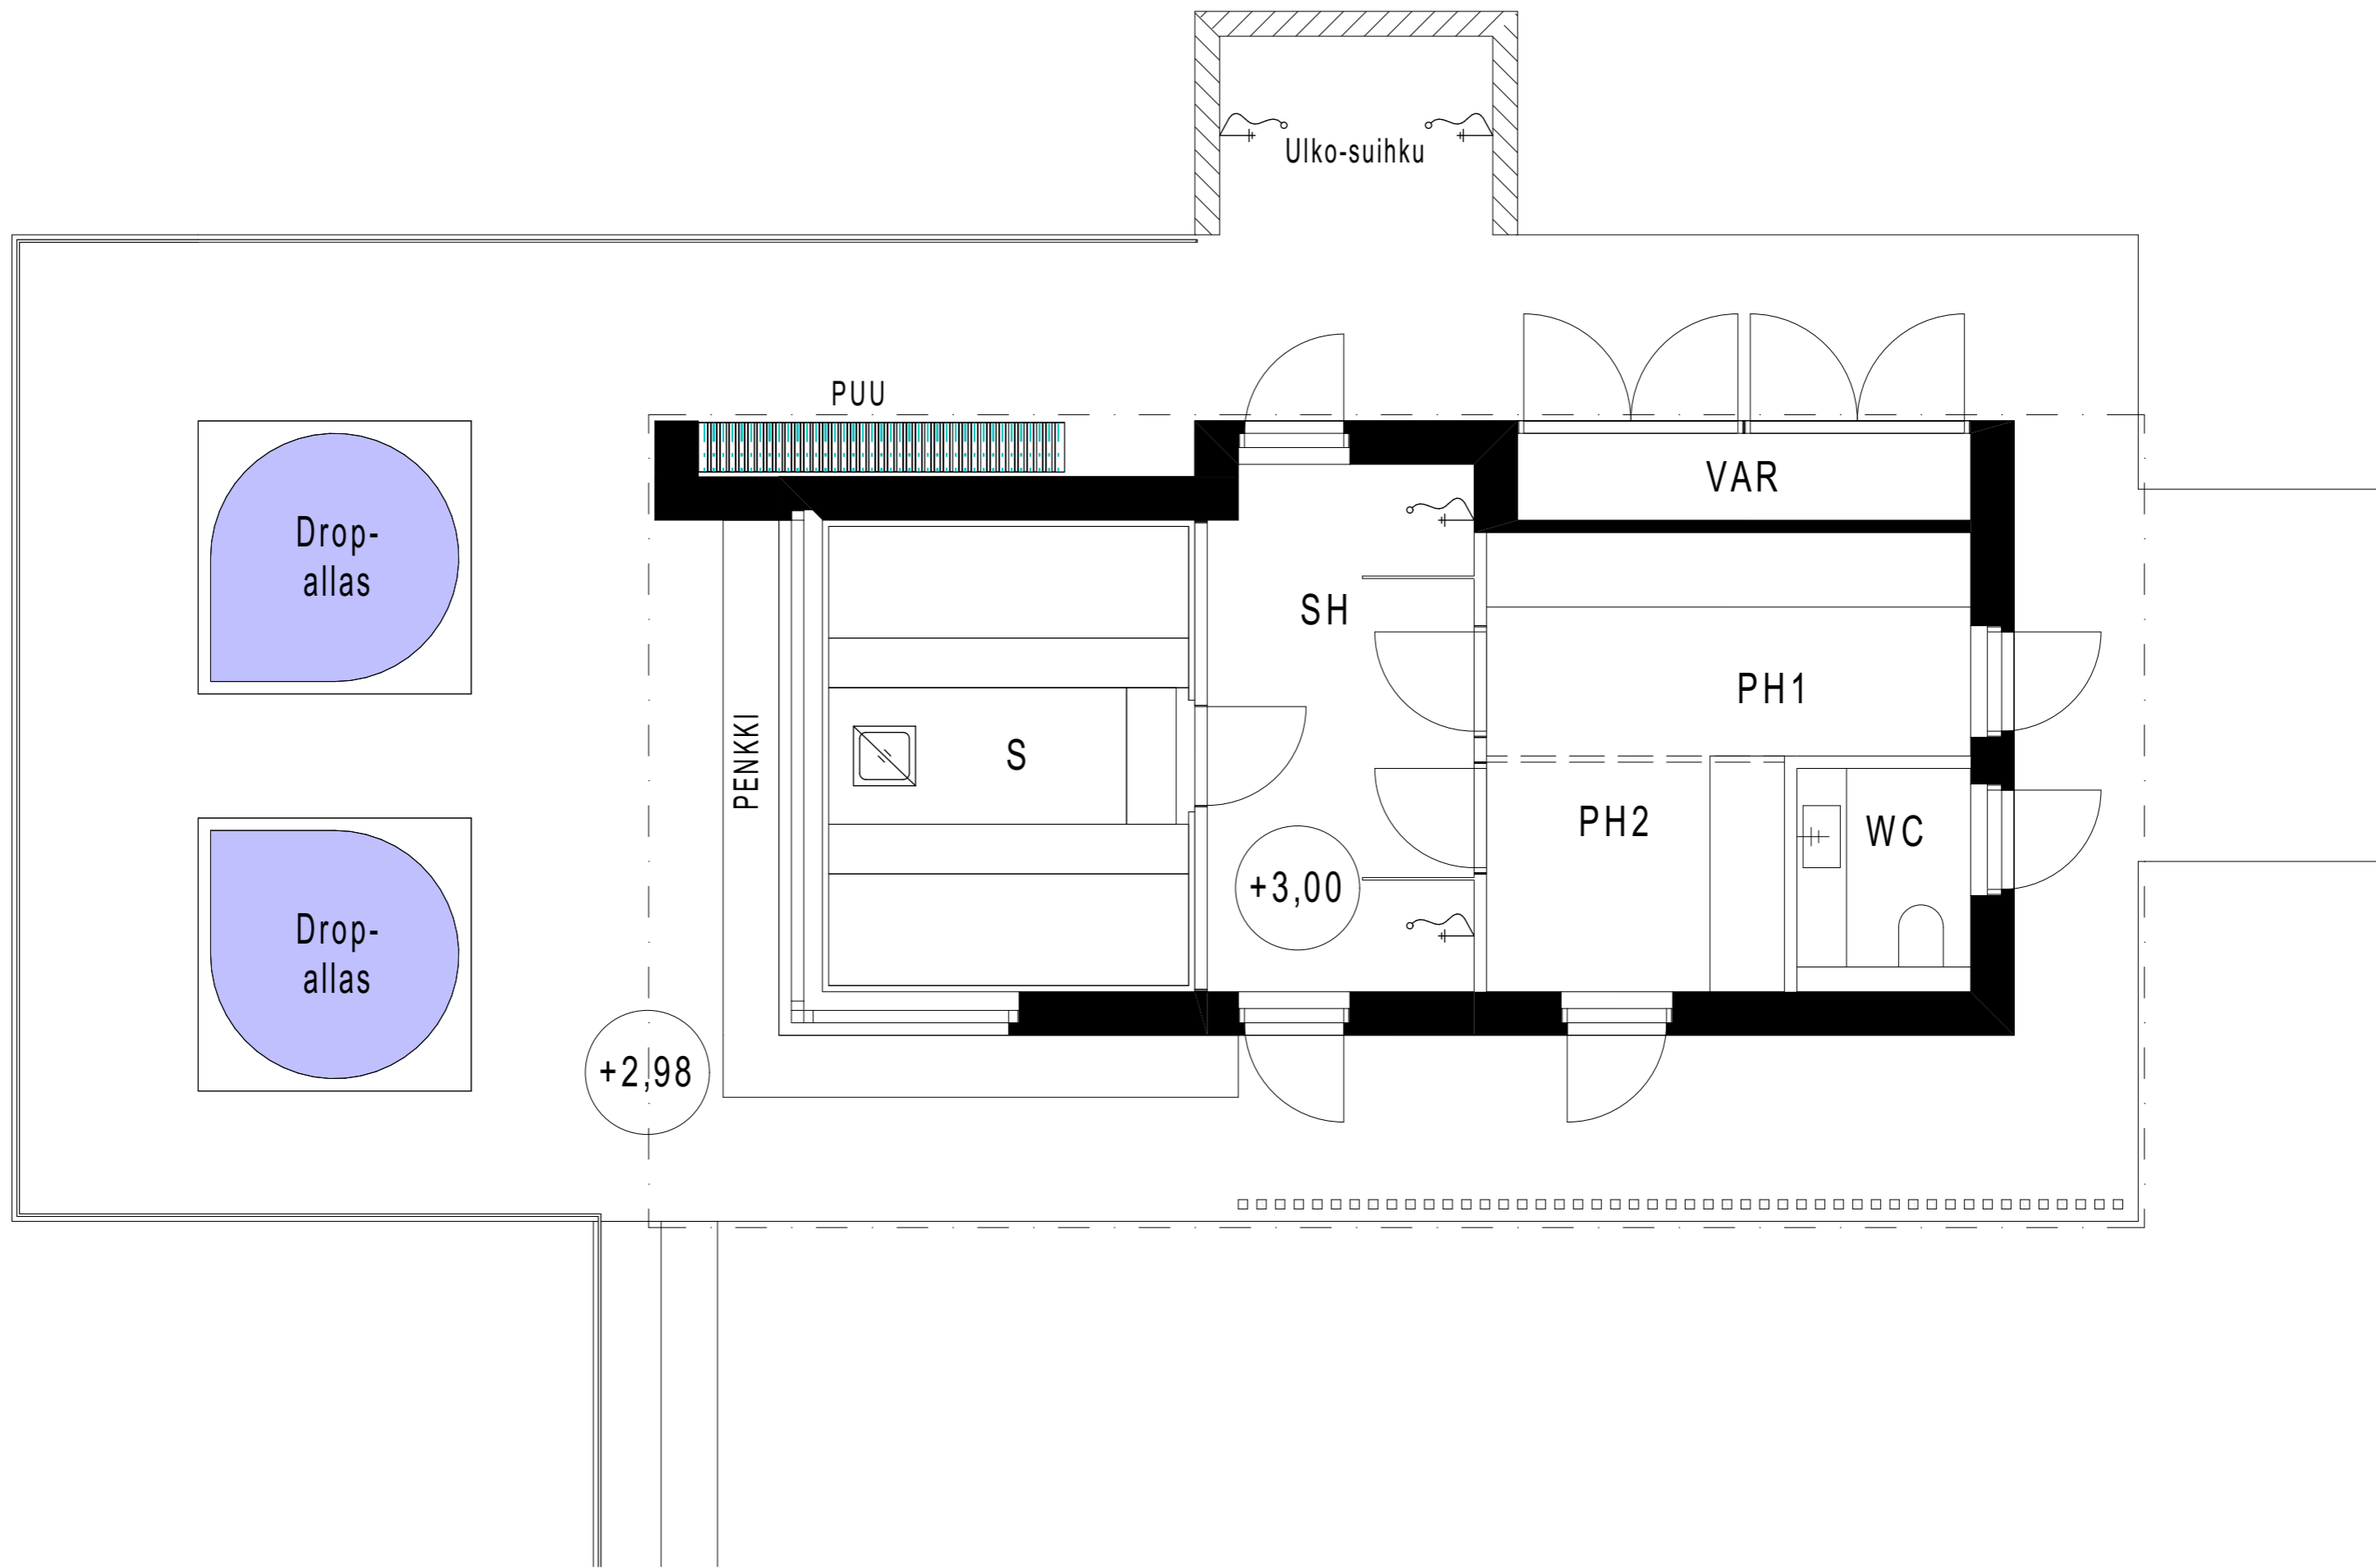 Ulko-suihku
PUU
VAR
Drop-
allas
SH
PH1
PENKKI
S
PH2
WC
+3,00
Drop-
allas
+2,98